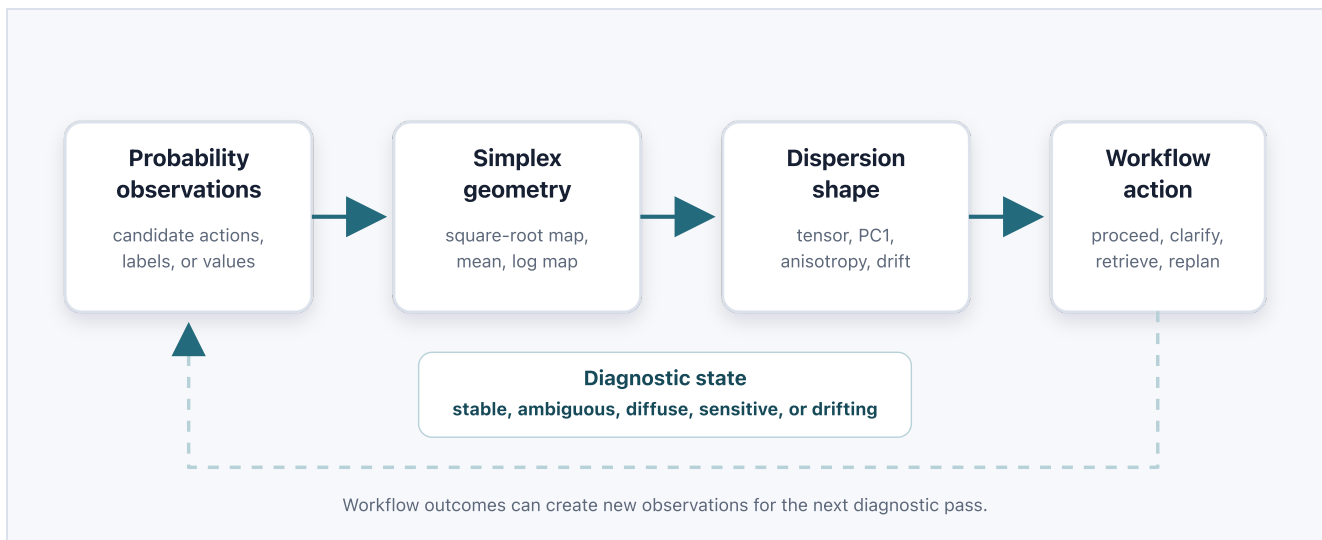 Probability
observations
candidate actions,
labels, or values
Simplex
geometry
square-root map,
mean, log map
Dispersion
shape
tensor, PC1,
anisotropy, drift
Workflow
action
proceed, clarify,
retrieve, replan
Diagnostic state
stable, ambiguous, diffuse, sensitive, or drifting
Workflow outcomes can create new observations for the next diagnostic pass.